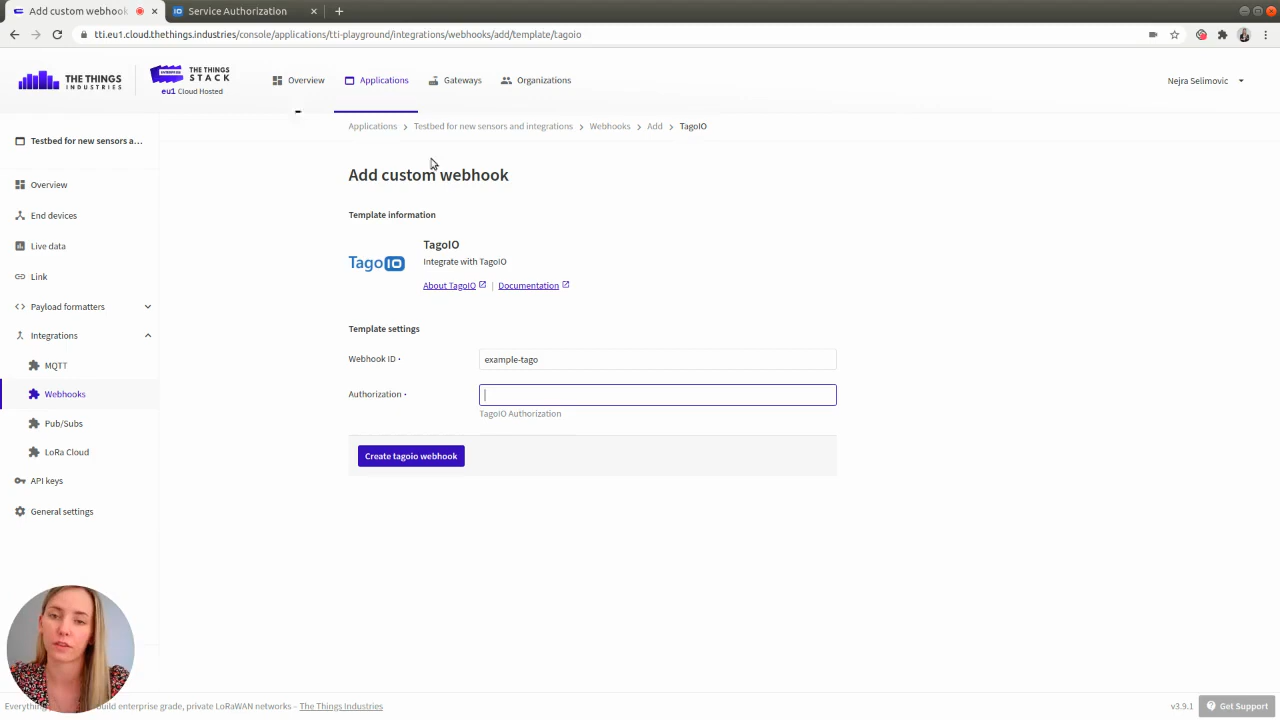 Add custom webhook
Service Authorization
tti.eu1.cloud.thethings.industries/console/applications/tti-playground/integrations/webhooks/add/template/tagoio
THE THINGS INDUSTRIES
THE THINGS STACK
eu1 Cloud Hosted
Overview
Applications
Gateways
Organizations
Nejra Selimovic
Applications
Testbed for new sensors and integrations
Webhooks
Add
TagoIO
Testbed for new sensors a...
Overview
End devices
Live data
Link
Payload formatters
Integrations
MQTT
Webhooks
Pub/Subs
LoRa Cloud
API keys
General settings
Add custom webhook
Template information
TagoIO
TagoIO
Integrate with TagoIO
About TagoIO | Documentation
Template settings
Webhook ID •
example-tago
Authorization •
TagoIO Authorization
Create tagoio webhook
Everything
build enterprise grade, private LoRaWAN networks – The Things Industries
v3.9.1
Get Support